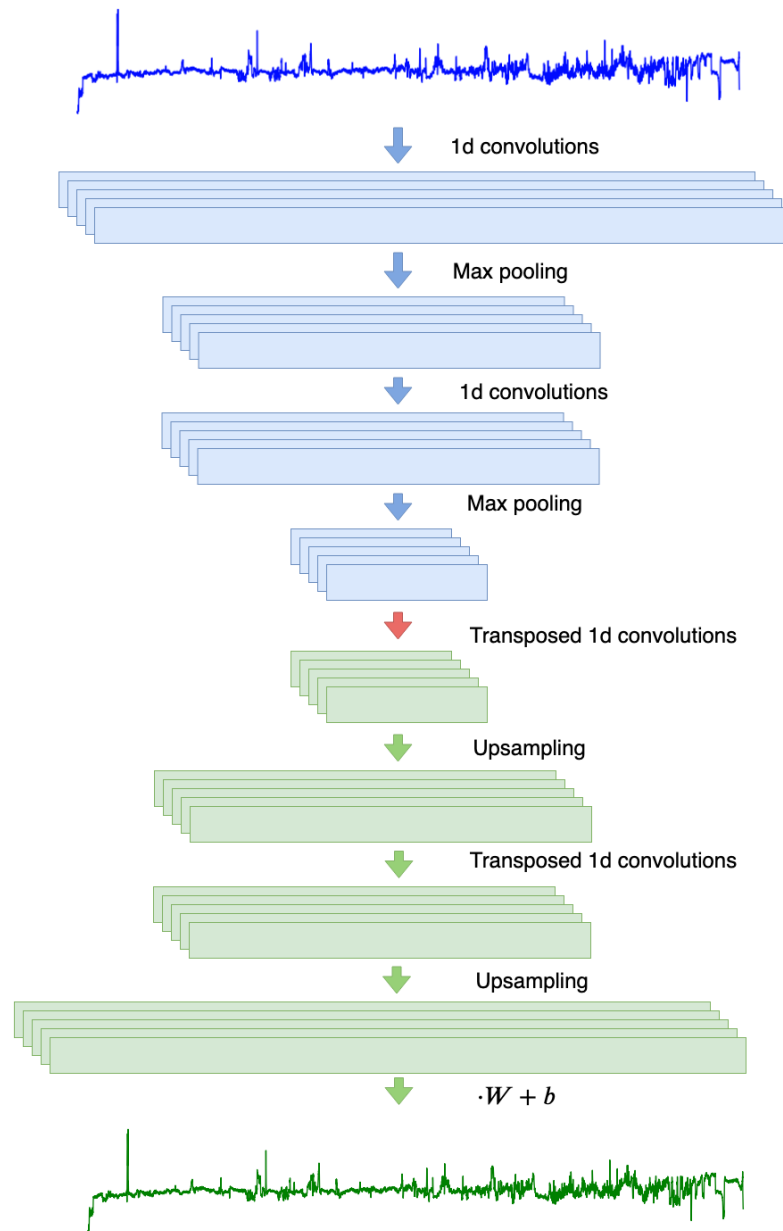 1d convolutions
Max pooling
1d convolutions
Max pooling
Transposed 1d convolutions
Upsampling
Transposed 1d convolutions
Upsampling
·W + b